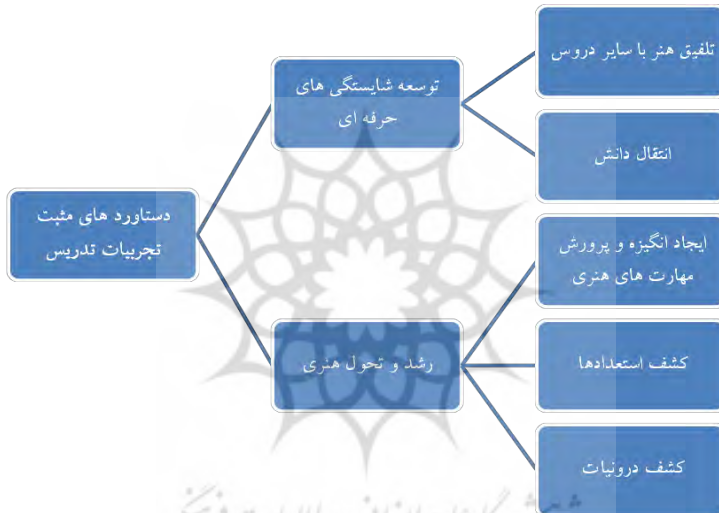 دستاورد های مثبت
تجربیات تدریس
توسعه شایستگی های
حرفه ای
تلفیق هنر با سایر دروس
انتقال دانش
رشد و تحول هنری
ایجاد انگیزه و پرورش
مهارت های هنری
کشف استعدادها
کشف درونیات